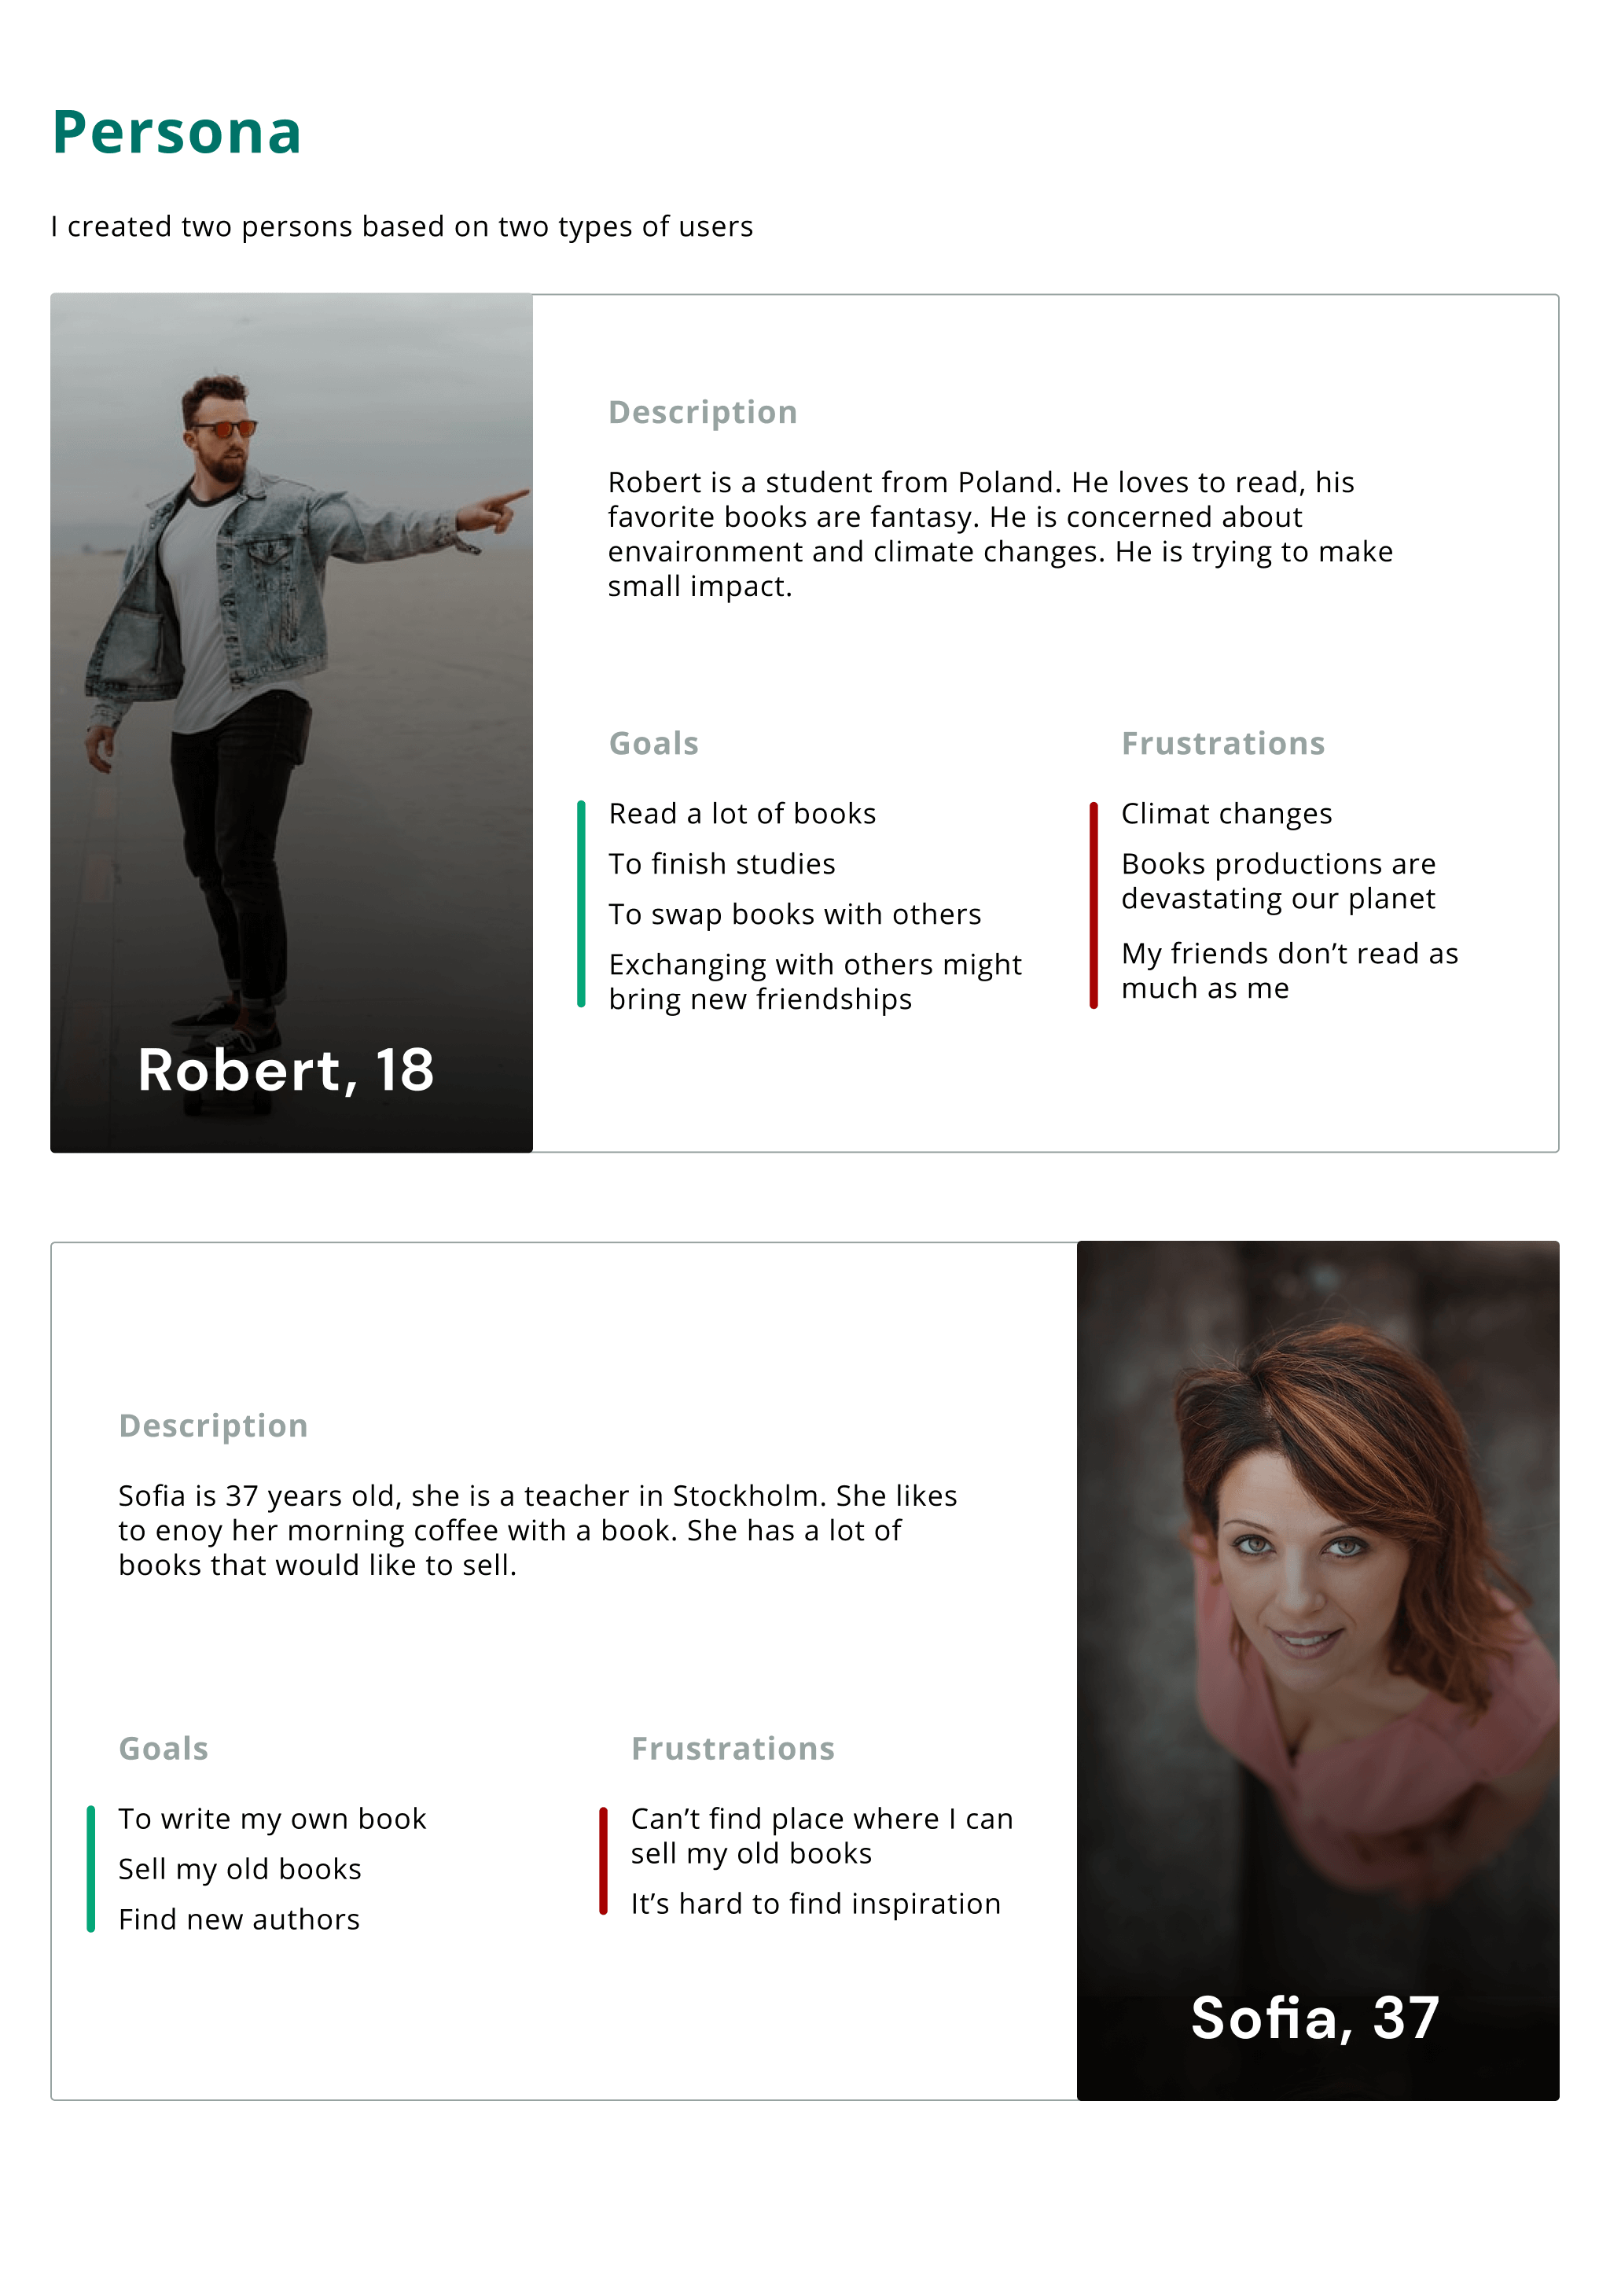 Persona
I created two persons based on two types of users
Description
Robert is a student from Poland. He loves to read, his
favorite books are fantasy. He is concerned about
envaironment and climate changes. He is trying to make
small impact.
Goals
Read a lot of books
To finish studies
To swap books with others
Exchanging with others might
bring new friendships
Frustrations
Climat changes
Books productions are
devastating our planet
My friends don’t read as
much as me
Robert, 18
Description
Sofia is 37 years old, she is a teacher in Stockholm. She likes
to enoy her morning coffee with a book. She has a lot of
books that would like to sell.
Goals
To write my own book
Sell my old books
Find new authors
Frustrations
Can’t find place where I can
sell my old books
It’s hard to find inspiration
Sofia, 37